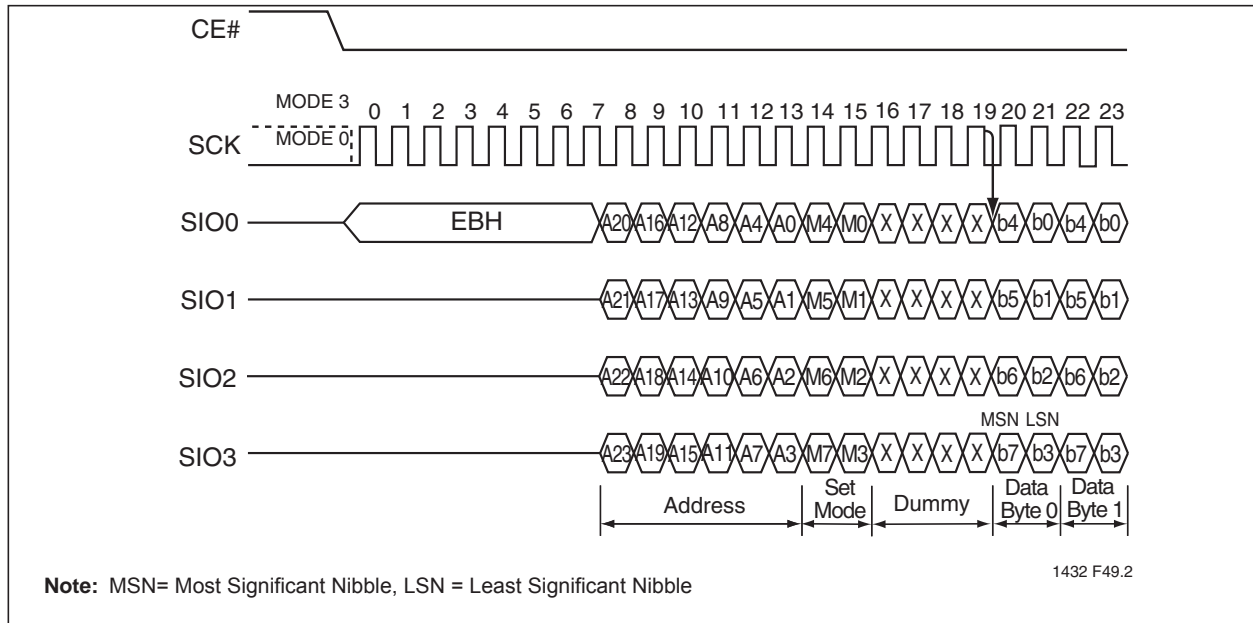 CE#
MODE 3
0 1 2 3 4 5 6 7 8 9 10 11 12 13 14 15 16 17 18 19 20 21 22 23
SCK
MODE 0
SIO0
EBH
A20 A16 A12 A8 A4 A0 M4 M0 X X X X b4 b0 b4 b0
SIO1
A21 A17 A13 A9 A5 A1 M5 M1 X X X X b5 b1 b5 b1
SIO2
A22 A18 A14 A10 A6 A2 M6 M2 X X X X b6 b2 b6 b2
MSN LSN
SIO3
A23 A19 A15 A11 A7 A3 M7 M3 X X X X b7 b3 b7 b3
Address
Set
Mode
Dummy
Data
Byte 0
Data
Byte 1
1432 F49.2
Note: MSN= Most Significant Nibble, LSN = Least Significant Nibble